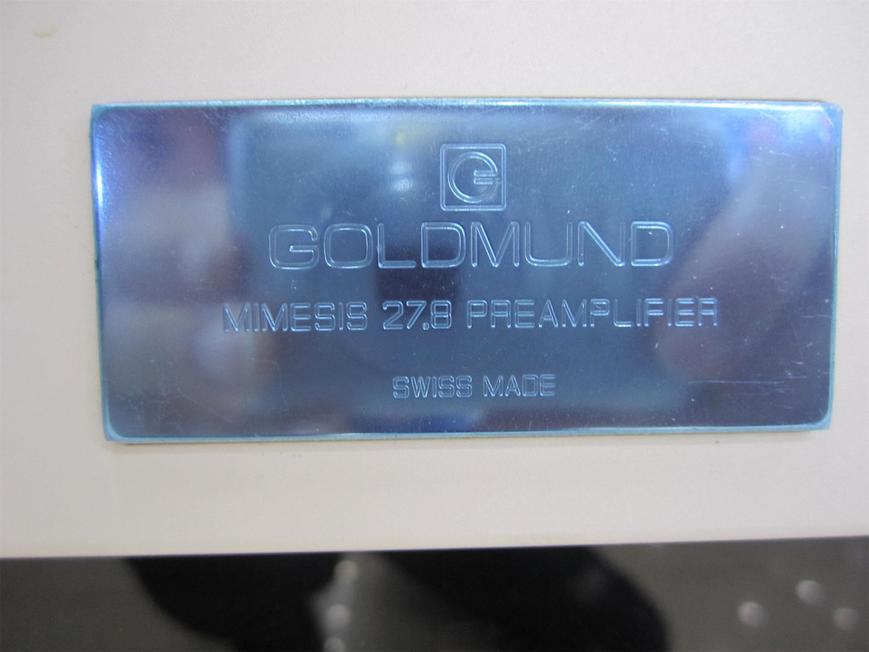 G
GOLDMUND
MIMESIS 27.8 PREAMPLIFIER
SWISS MADE